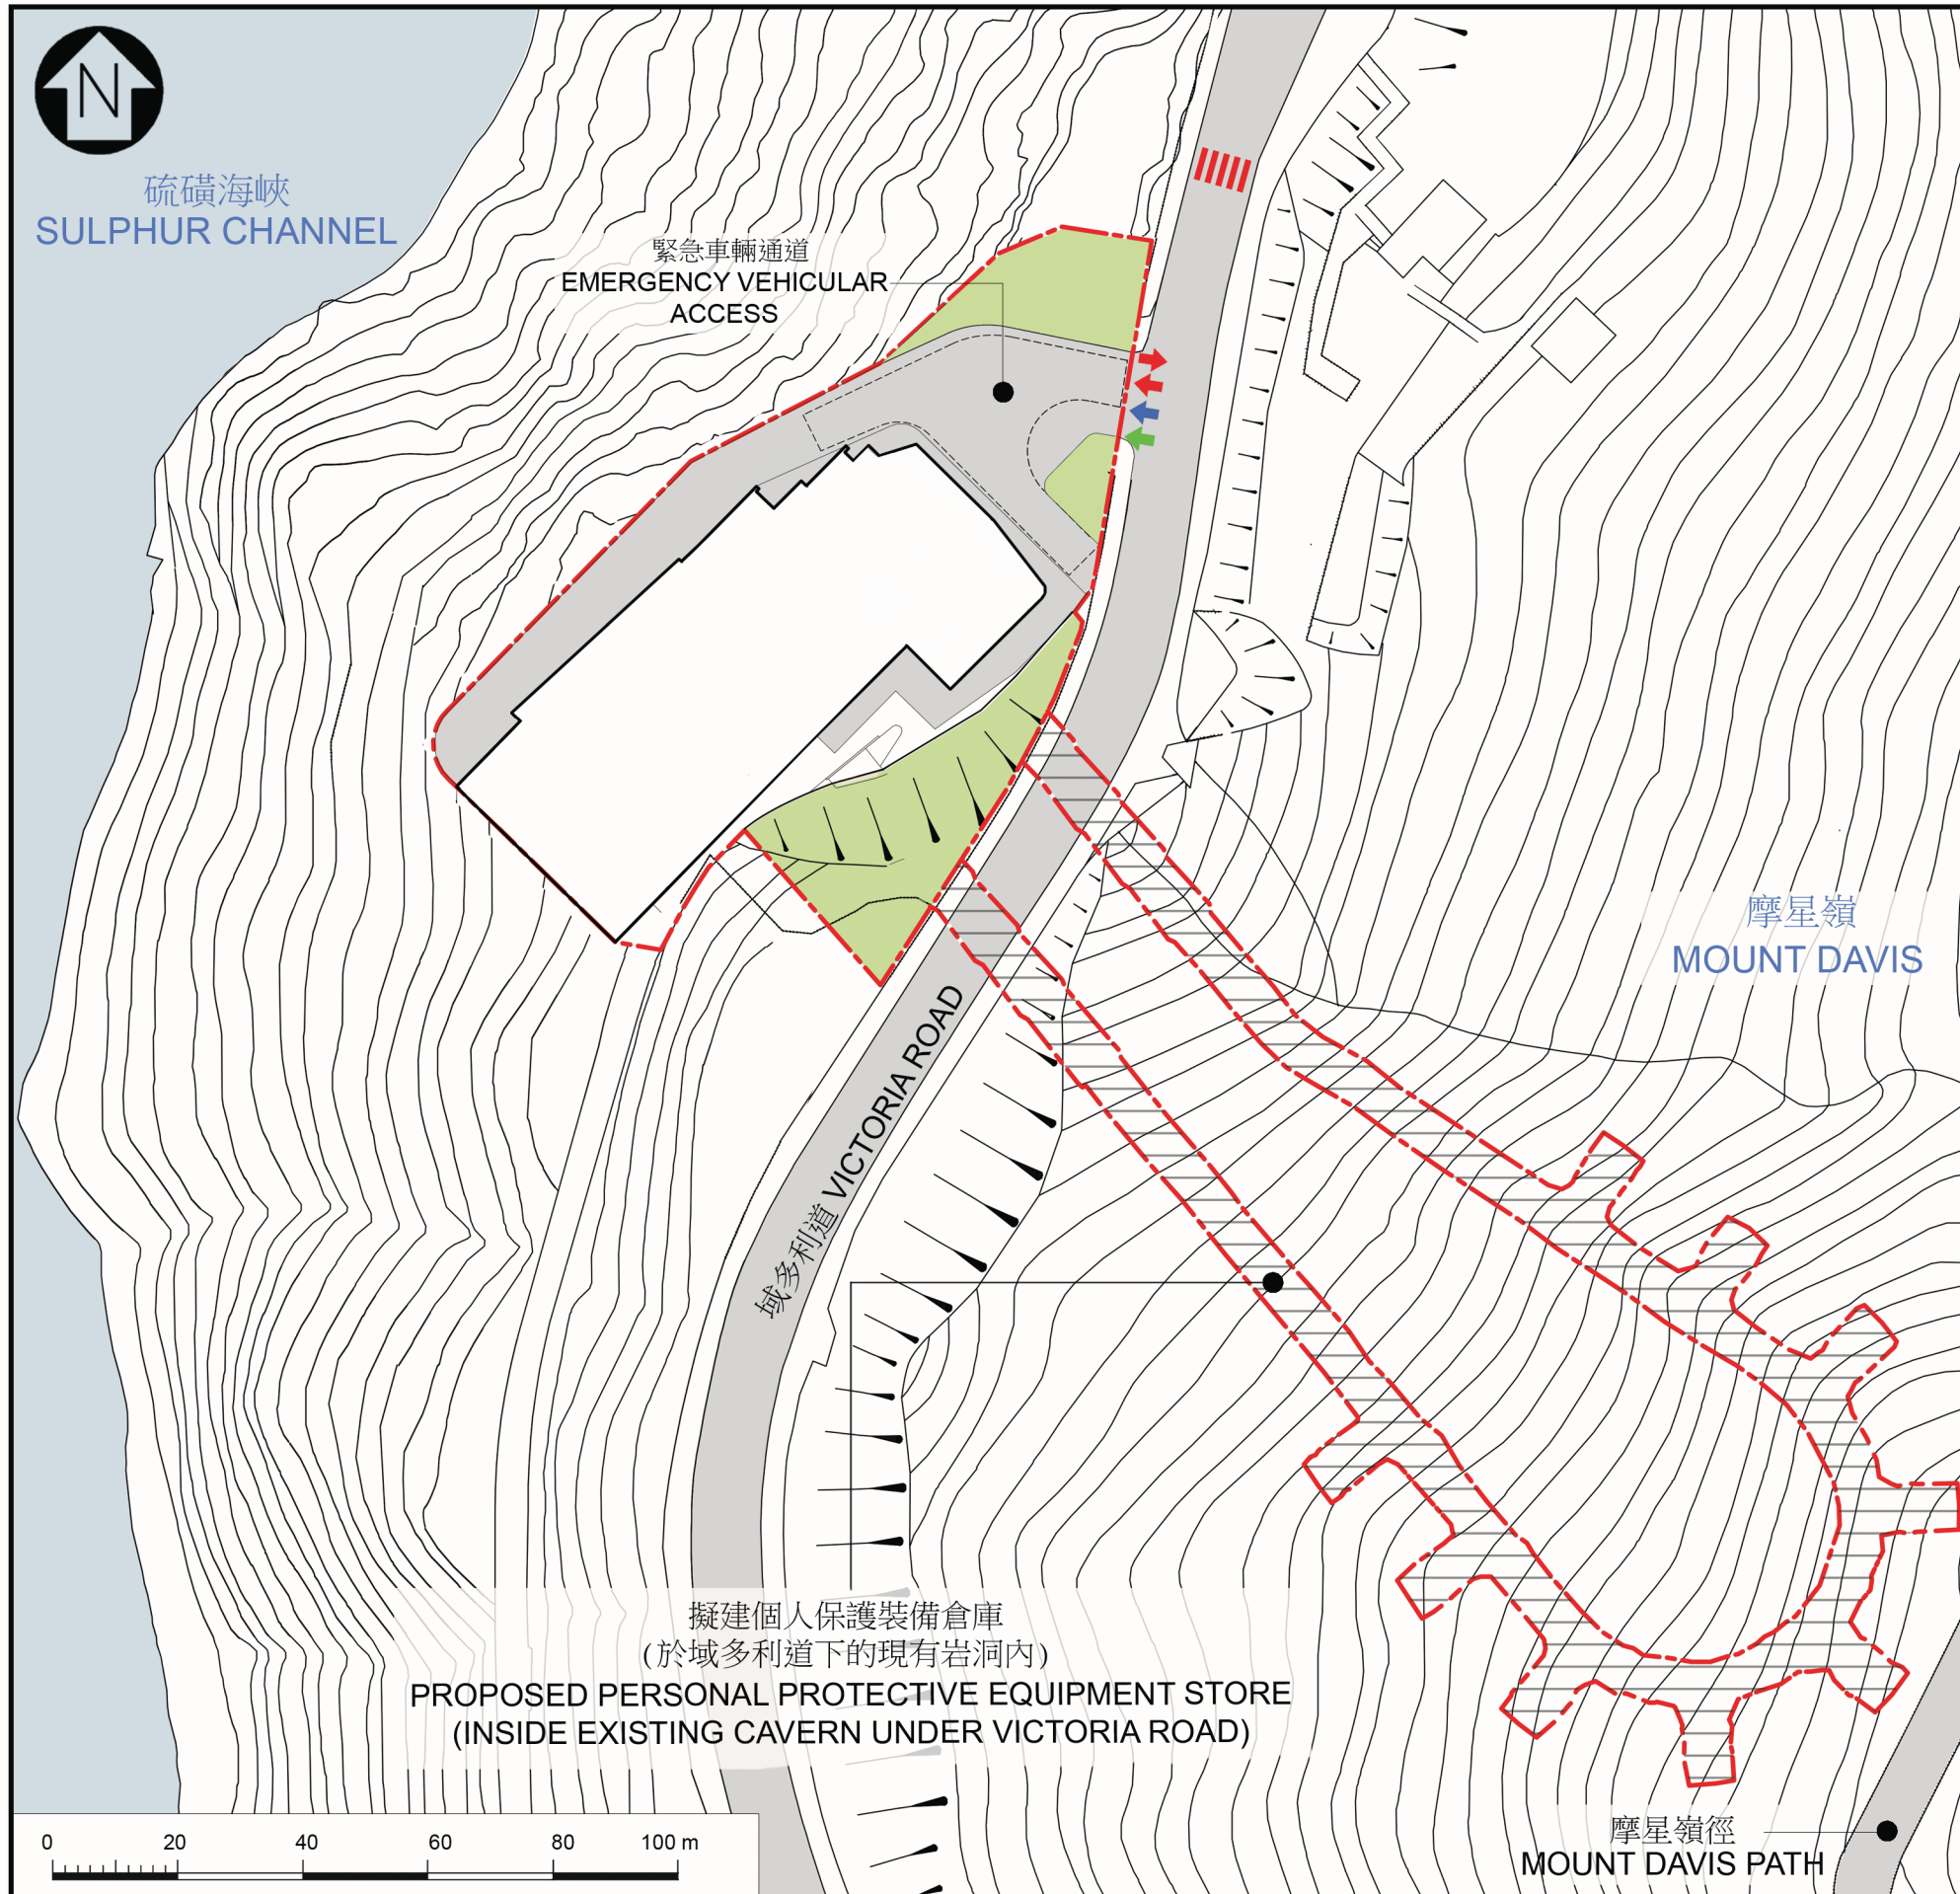 N
硫磺海峽
SULPHUR CHANNEL
緊急車輛通道
EMERGENCY VEHICULAR
ACCESS
摩星嶺
MOUNT DAVIS
域多利道 VICTORIA ROAD
擬建個人保護裝備倉庫
(於域多利道下的現有岩洞內)
PROPOSED PERSONAL PROTECTIVE EQUIPMENT STORE
(INSIDE EXISTING CAVERN UNDER VICTORIA ROAD)
摩星嶺徑
MOUNT DAVIS PATH
0 20 40 60 80 100 m